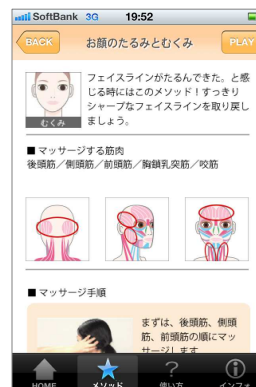 SoftBank 3G 19:52
BACK
お顔のたるみとむくみ
PLAY
フェイスラインがたるんできた。と感
じる時にはこのメソッド！すっきり
シャープなフェイスラインを取り戻し
ましょう。
むくみ
■ マッサージする筋肉
後頭筋／側頭筋／前頭筋／胸鎖乳突筋／咬筋
■ マッサージ手順
まずは、後頭筋、側頭
筋、前頭筋の順にマッ
サージします
HOME
メソッド
使い方
インフォ